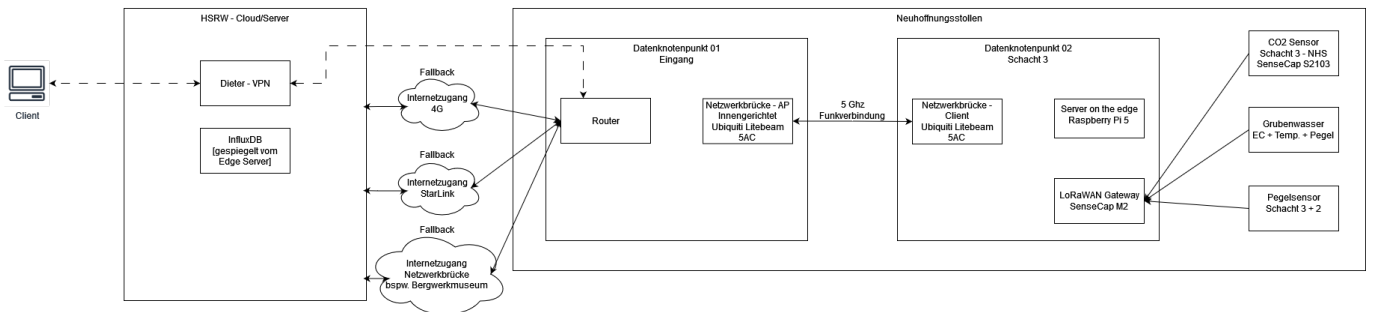 HSRW - Cloud/Server
Neuhoffnungsstollen
Client
Dieter - VPN
InfluxDB
[gespiegelt vom
Edge Server]
Fallback
Internetzugang
4G
Fallback
Internetzugang
StarLink
Fallback
Internetzugang
Netzwerkbrücke
bspw. Bergwerkmuseum
Datenknotenpunkt 01
Eingang
Router
Netzwerkbrücke - AP
Innengerichtet
Ubiquiti Litebeam
5AC
5 Ghz
Funkverbindung
Datenknotenpunkt 02
Schacht 3
Netzwerkbrücke -
Client
Ubiquiti Litebeam
5AC
Server on the edge
Raspberry Pi 5
LoRaWAN Gateway
SenseCap M2
CO2 Sensor
Schacht 3 - NHS
SenseCap S2103
Grubenwasser
EC + Temp. + Pegel
Pegelsensor
Schacht 3 + 2